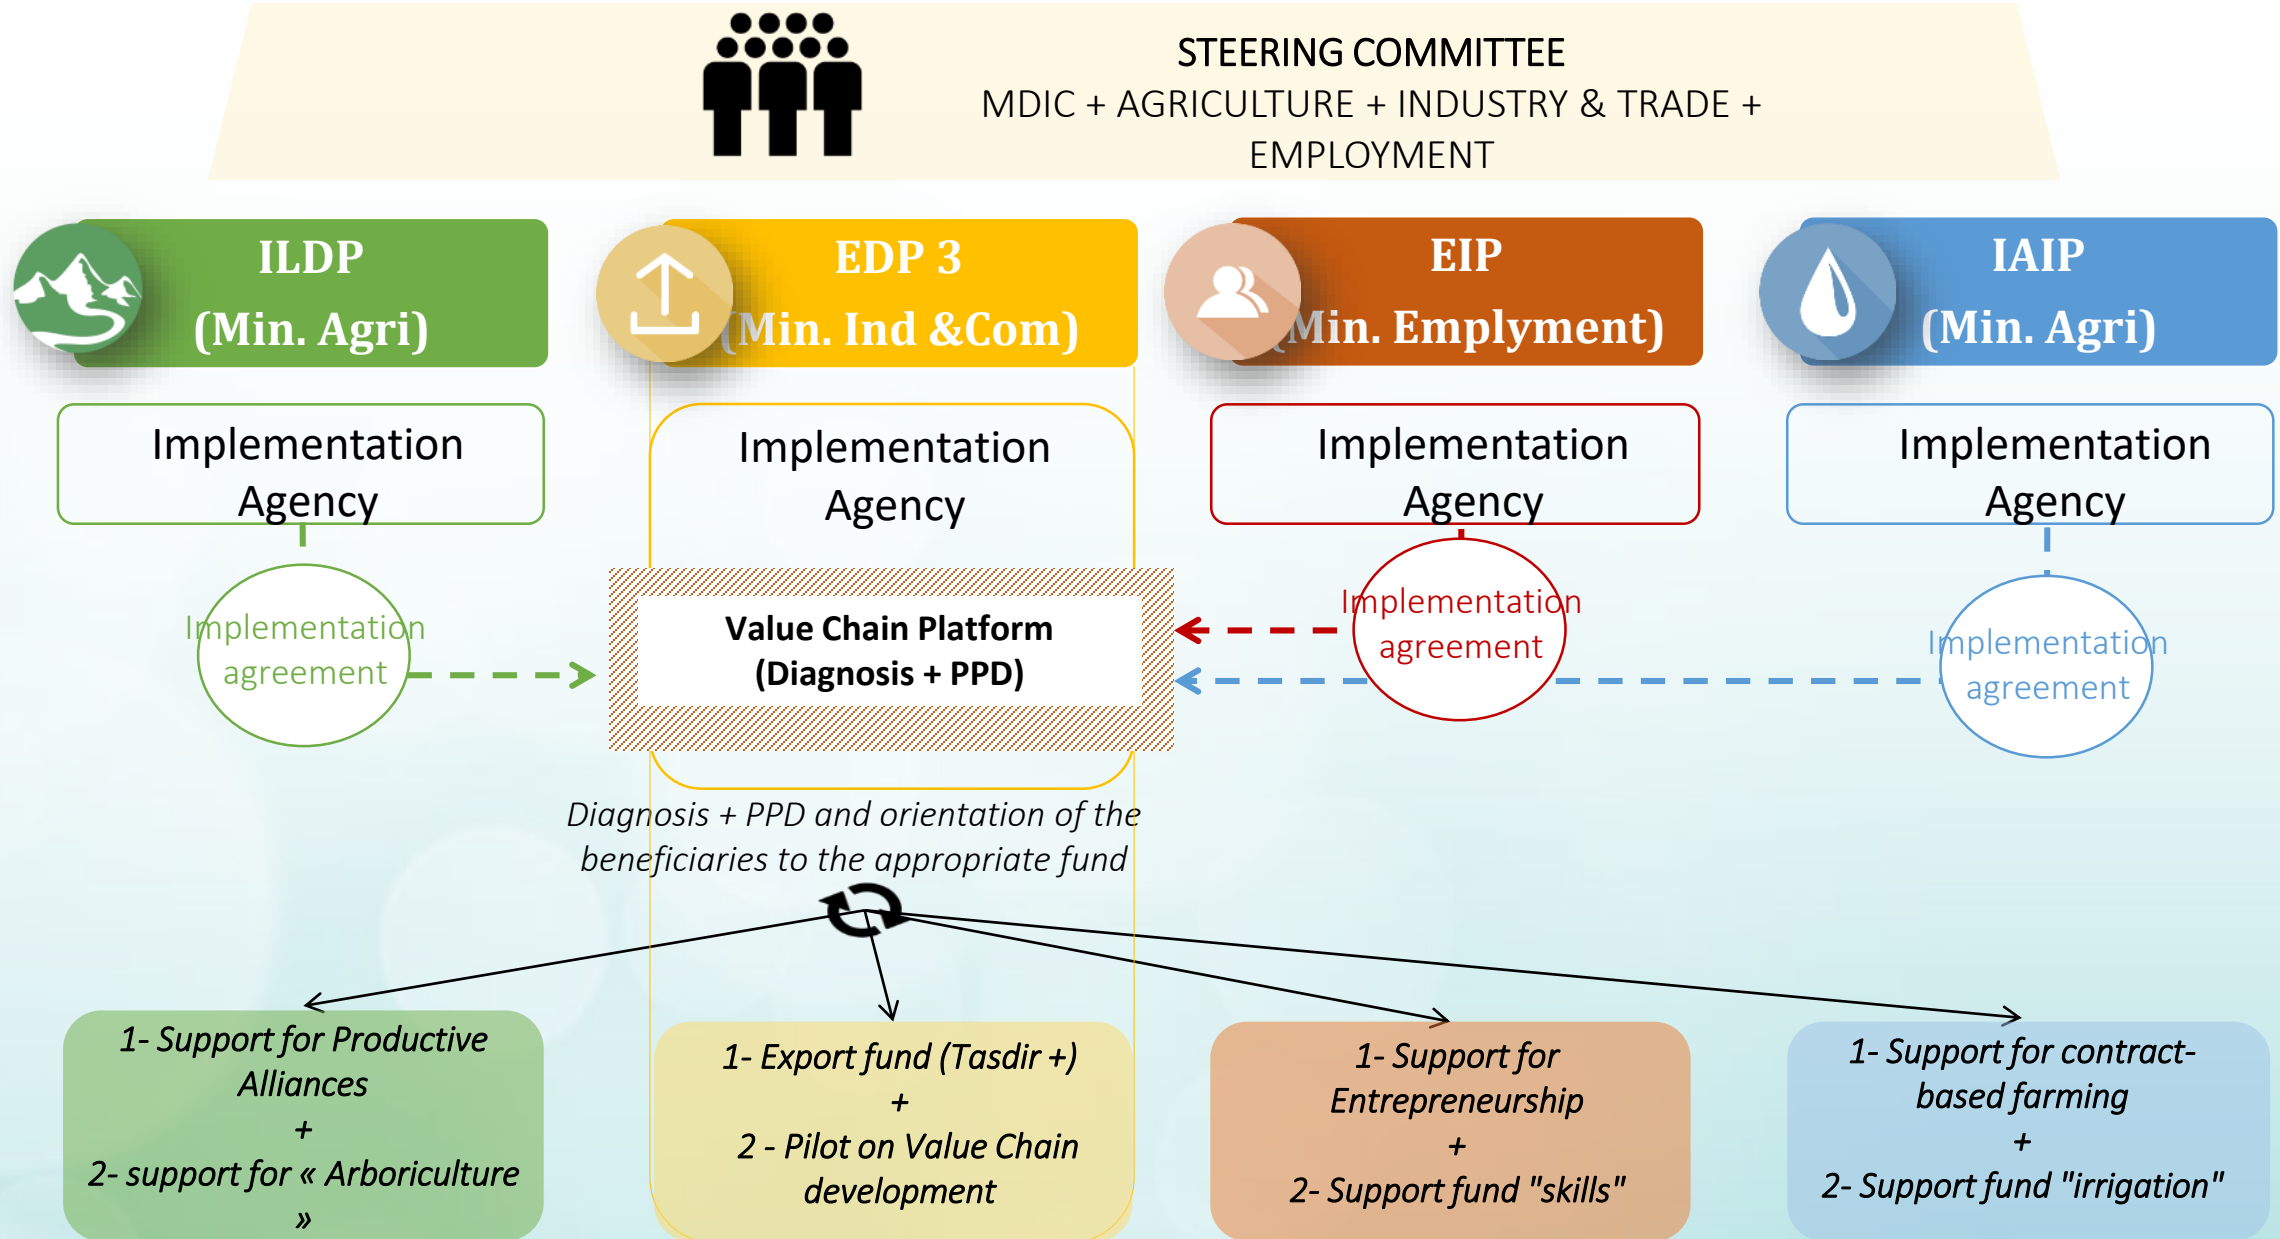 STEERING COMMITTEE
MDIC + AGRICULTURE + INDUSTRY & TRADE +
EMPLOYMENT
ILDP
(Min. Agri)
EDP 3
(Min. Ind &Com)
EIP
(Min. Emplyment)
IAIP
(Min. Agri)
Implementation
Agency
Implementation
Agency
Implementation
Agency
Implementation
Agency
Implementation
agreement
Value Chain Platform
(Diagnosis + PPD)
Implementation
agreement
Implementation
agreement
Diagnosis + PPD and orientation of the
beneficiaries to the appropriate fund
1- Support for Productive
Alliances
+
2- support for « Arboriculture
»
1- Export fund (Tasdir +)
+
2 - Pilot on Value Chain
development
1- Support for
Entrepreneurship
+
2- Support fund "skills"
1- Support for contract-
based farming
+
2- Support fund "irrigation"